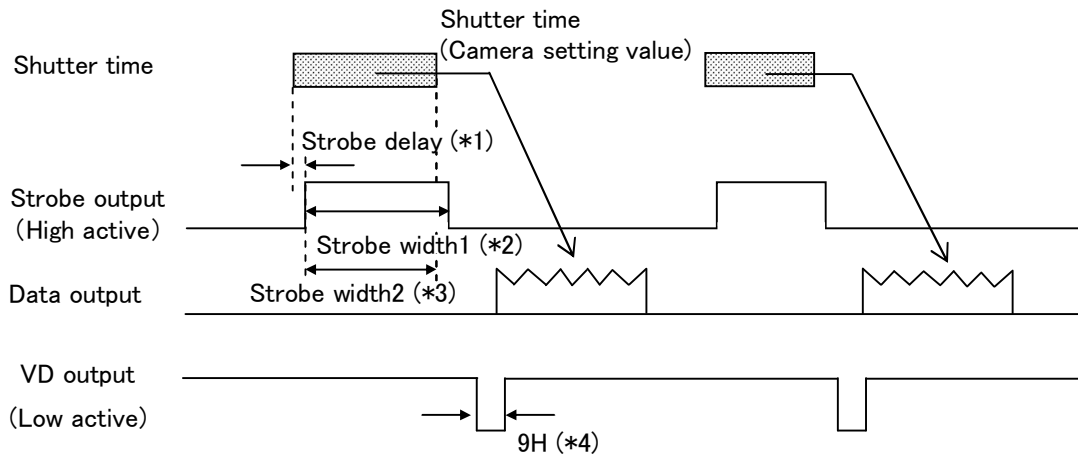 Shutter time
(Camera setting value)
Shutter time
Strobe delay (*1)
Strobe output
(High active)
Strobe width1 (*2)
Strobe width2 (*3)
Data output
VD output
(Low active)
9H (*4)